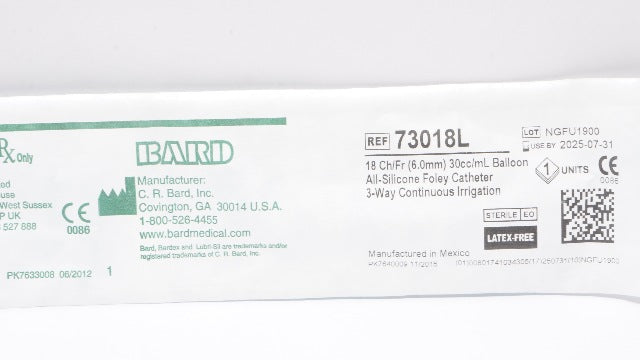 Rx Only
use
West Sussex
P UK
527 888
CE
0086
PK7633008 06/2012
1
BARD
Manufacturer:
C. R. Bard, Inc.
Covington, GA 30014 U.S.A.
1-800-526-4455
www.bardmedical.com
Bard, Bardex and Lubri-Sil are trademarks and/or
registered trademarks of C. R. Bard, Inc.
REF 73018L
18 Ch/Fr (6.0mm) 30cc/mL Balloon
All-Silicone Foley Catheter
3-Way Continuous Irrigation
STERILE EO
LATEX-FREE
Manufactured in Mexico
LOT NGFU1900
USE BY 2025-07-31
1 UNITS
CE
0086